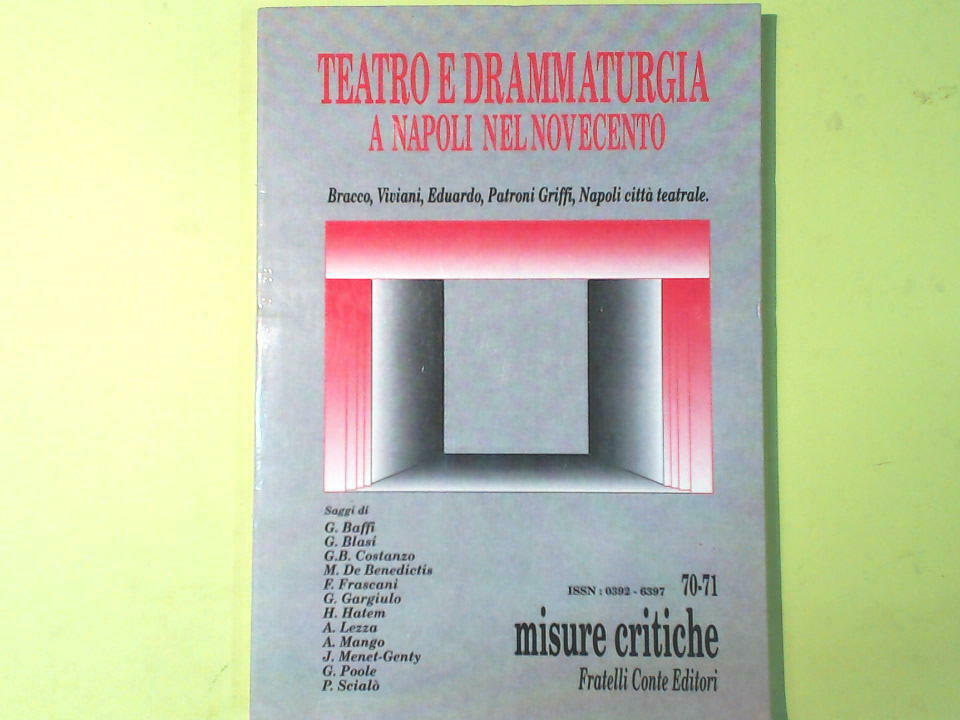 TEATRO E DRAMMATURGIA
A NAPOLI NEL NOVECENTO
Bracco, Viviani, Eduardo, Patroni Griffi, Napoli città teatrale.
Saggi di
G. Baffi
G. Blasi
G.B. Costanzo
M. De Benedictis
F. Frascani
G. Gargiulo
H. Hatem
A. Lezza
A. Mango
J. Menet-Genty
G. Poole
P. Scialò
ISSN : 0392 - 6397 70-71
misure critiche
Fratelli Conte Editori